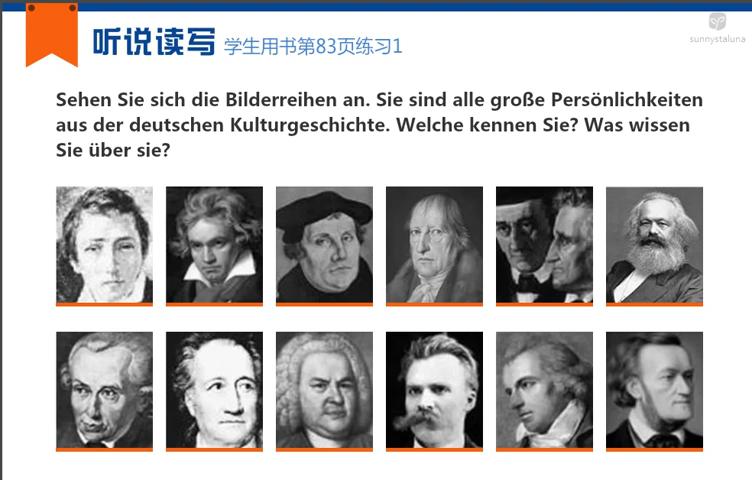 sunnystaluna
听说读写 学生用书第83页练习1
Sehen Sie sich die Bilderreihen an. Sie sind alle große Persönlichkeiten
aus der deutschen Kulturgeschichte. Welche kennen Sie? Was wissen
Sie über sie?